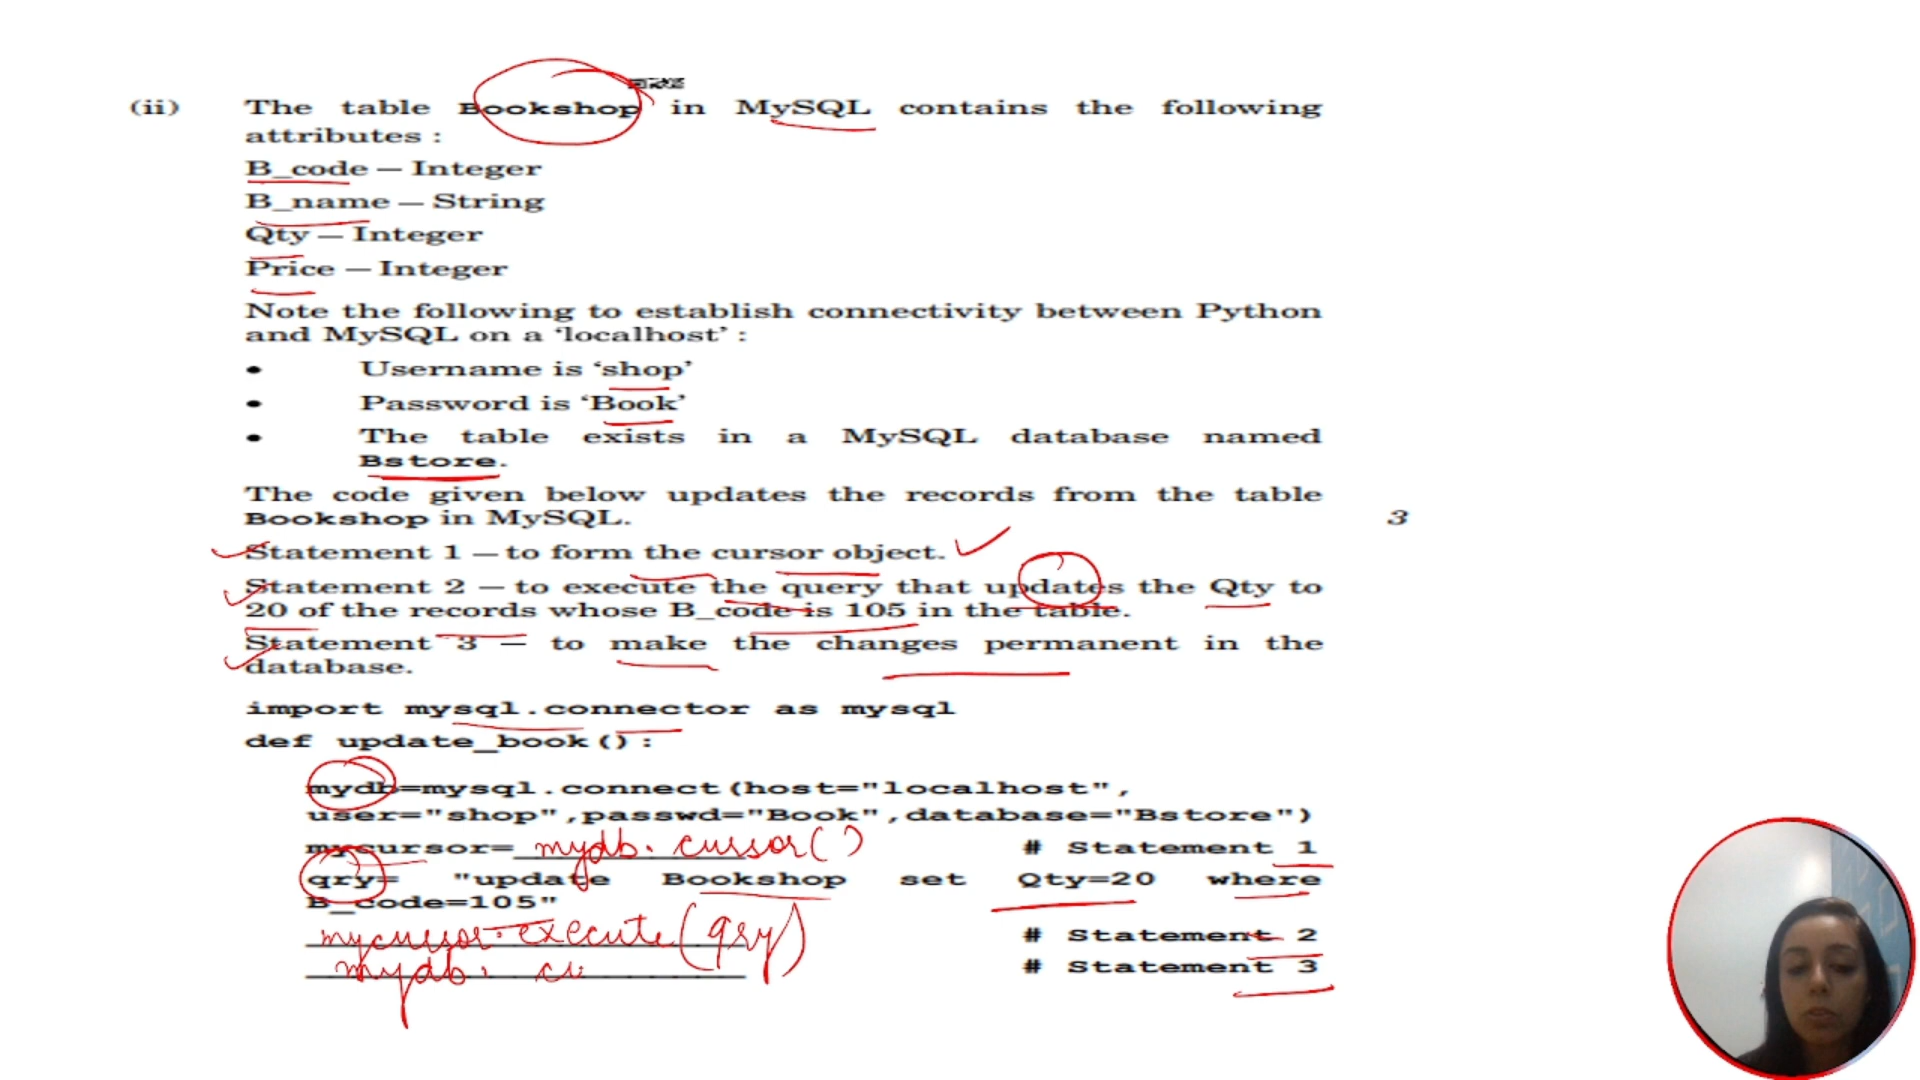 (ii) The table Bookshop in MySQL contains the following
attributes :
B_code – Integer
B_name – String
Qty – Integer
Price – Integer
Note the following to establish connectivity between Python
and MySQL on a ‘localhost’ :
• Username is ‘shop’
• Password is ‘Book’
• The table exists in a MySQL database named
Bstore.
The code given below updates the records from the table
Bookshop in MySQL. 3
Statement 1 – to form the cursor object.
Statement 2 – to execute the query that updates the Qty to
20 of the records whose B_code is 105 in the table.
Statement 3 – to make the changes permanent in the
database.
import mysql.connector as mysql
def update_book():
mydb=mysql.connect(host="localhost",
user="shop",passwd="Book",database="Bstore")
mycursor= mydb. cursor() # Statement 1
qry= "update Bookshop set Qty=20 where
B_code=105"
mycursor.execute(qry) # Statement 2
mydb. # Statement 3